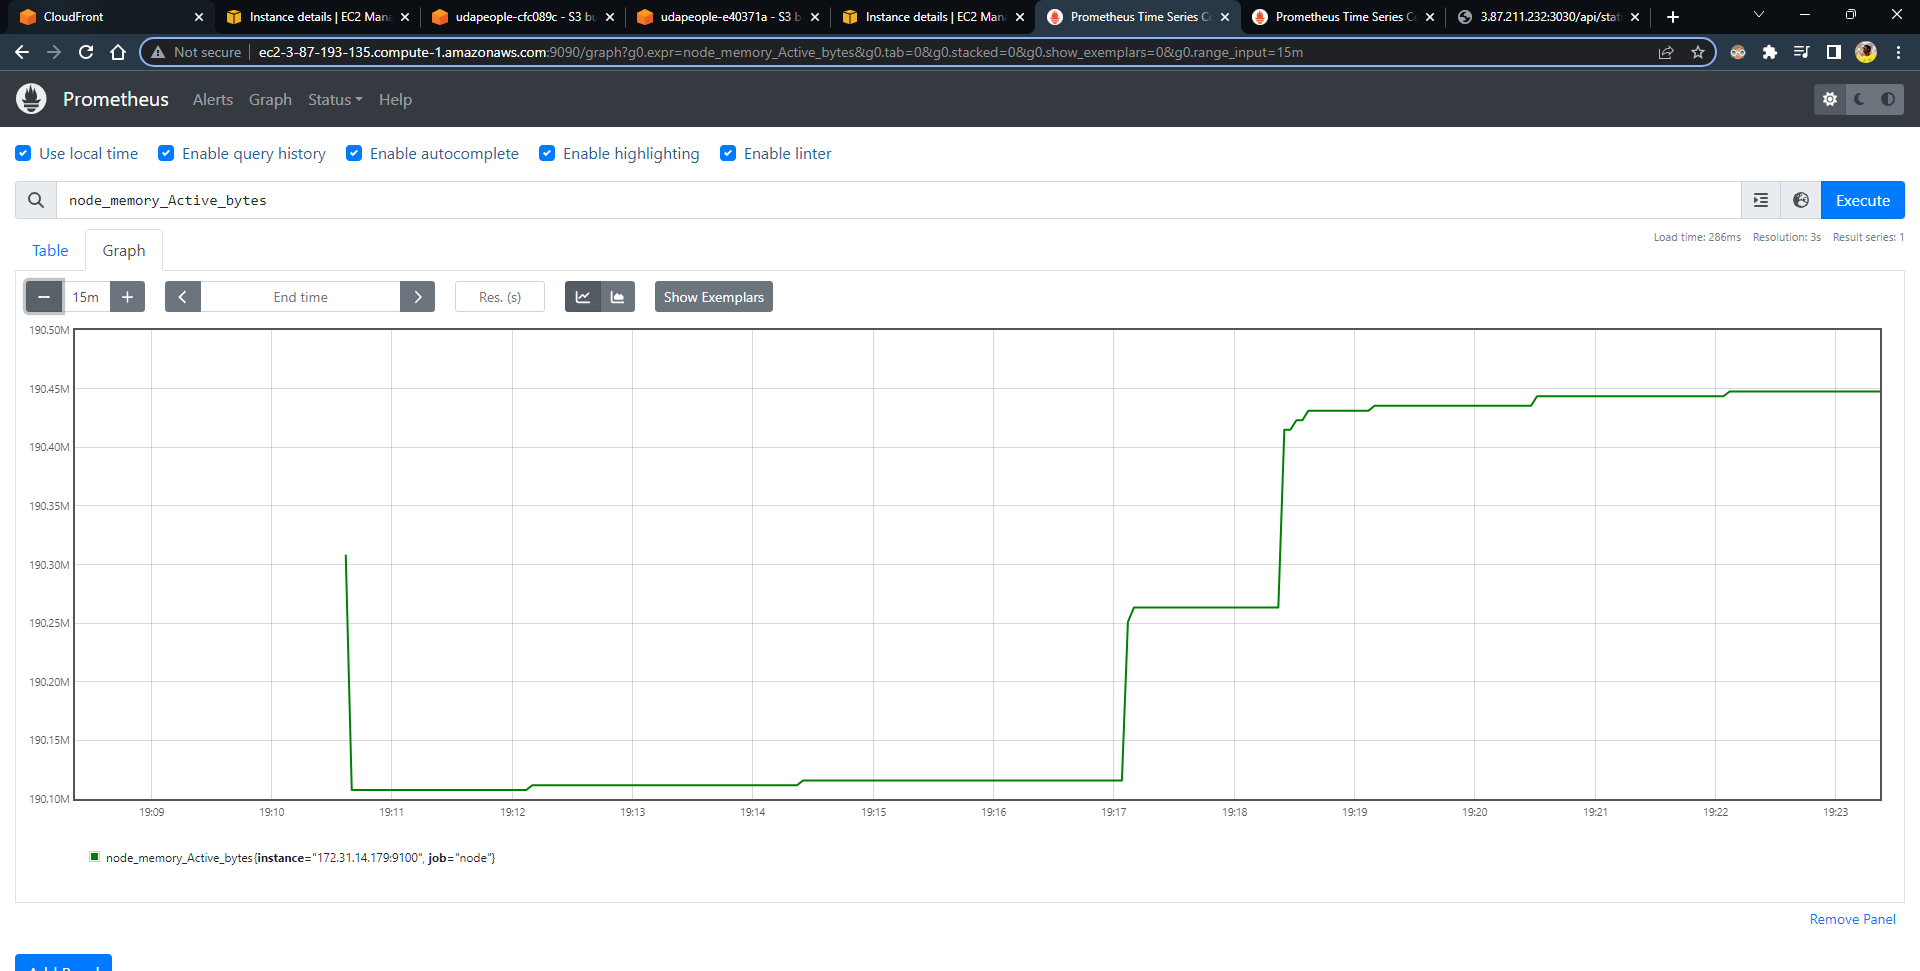 CloudFront
Instance details | EC2 Man
udapeople-cfc089c - S3 bu
udapeople-e40371a - S3 b
Instance details | EC2 Man
Prometheus Time Series C
Prometheus Time Series C
3.87.211.232:3030/api/stat
Not secure
ec2-3-87-193-135.compute-1.amazonaws.com:9090/graph?g0.expr=node_memory_Active_bytes&g0.tab=0&g0.stacked=0&g0.show_exemplars=0&g0.range_input=15m
Prometheus Alerts Graph Status Help
Use local time Enable query history Enable autocomplete Enable highlighting Enable linter
node_memory_Active_bytes
Execute
Table Graph
Load time: 286ms Resolution: 3s Result series: 1
15m
End time
Res. (s)
Show Exemplars
190.50M
190.45M
190.40M
190.35M
190.30M
190.25M
190.20M
190.15M
190.10M
19:09 19:10 19:11 19:12 19:13 19:14 19:15 19:16 19:17 19:18 19:19 19:20 19:21 19:22 19:23
node_memory_Active_bytes{instance="172.31.14.179:9100", job="node"}
Remove Panel